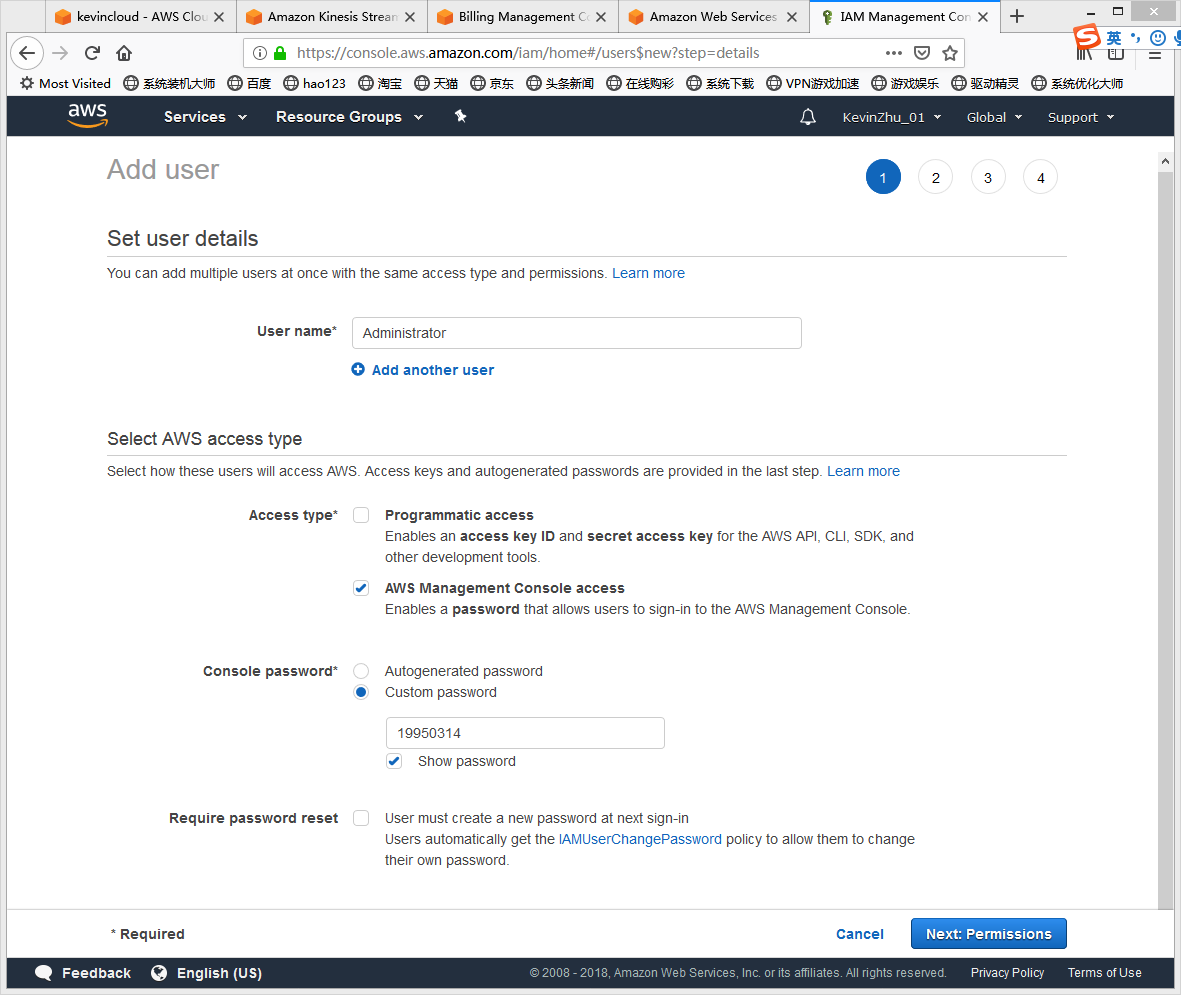 kevincloud - AWS Clou
Amazon Kinesis Stream
Billing Management Co
Amazon Web Services
IAM Management Con
https://console.aws.amazon.com/iam/home#/users$new?step=details
英
Most Visited 系统装机大师 百度 hao123 淘宝 天猫 京东 头条新闻 在线购彩 系统下载 VPN游戏加速 游戏娱乐 驱动精灵 系统优化大师
aws Services Resource Groups KevinZhu_01 Global Support
Add user 1 2 3 4
Set user details
You can add multiple users at once with the same access type and permissions. Learn more
User name* Administrator
Add another user
Select AWS access type
Select how these users will access AWS. Access keys and autogenerated passwords are provided in the last step. Learn more
Access type* Programmatic access
Enables an access key ID and secret access key for the AWS API, CLI, SDK, and
other development tools.
AWS Management Console access
Enables a password that allows users to sign-in to the AWS Management Console.
Console password* Autogenerated password
Custom password
19950314
Show password
Require password reset User must create a new password at next sign-in
Users automatically get the IAMUserChangePassword policy to allow them to change
their own password.
* Required Cancel Next: Permissions
Feedback English (US) © 2008 - 2018, Amazon Web Services, Inc. or its affiliates. All rights reserved. Privacy Policy Terms of Use